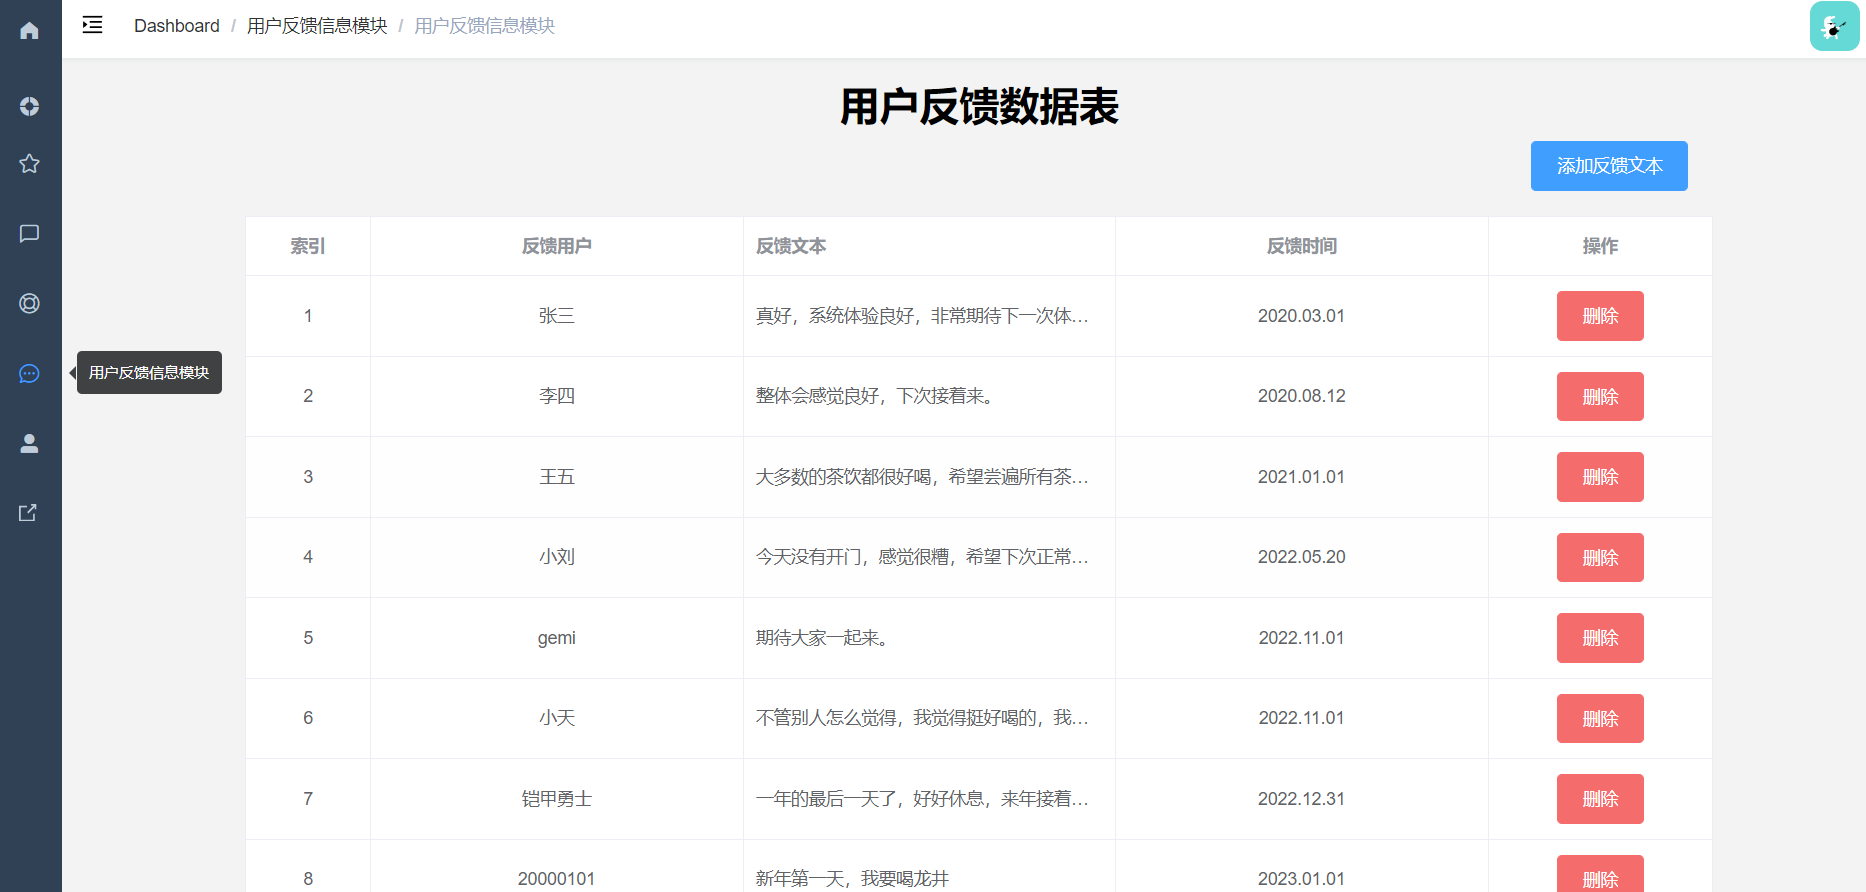 Dashboard / 用户反馈信息模块 / 用户反馈信息模块
用户反馈数据表
添加反馈文本
索引 反馈用户 反馈文本 反馈时间 操作
1 张三 真好，系统体验良好，非常期待下一次体... 2020.03.01 删除
用户反馈信息模块
2 李四 整体会感觉良好，下次接着来。 2020.08.12 删除
3 王五 大多数的茶饮都很好喝，希望尝遍所有茶... 2021.01.01 删除
4 小刘 今天没有开门，感觉很糟，希望下次正常... 2022.05.20 删除
5 gemi 期待大家一起来。 2022.11.01 删除
6 小天 不管别人怎么觉得，我觉得挺好喝的，我... 2022.11.01 删除
7 铠甲勇士 一年的最后一天了，好好休息，来年接着... 2022.12.31 删除
8 20000101 新年第一天，我要喝龙井 2023.01.01 删除